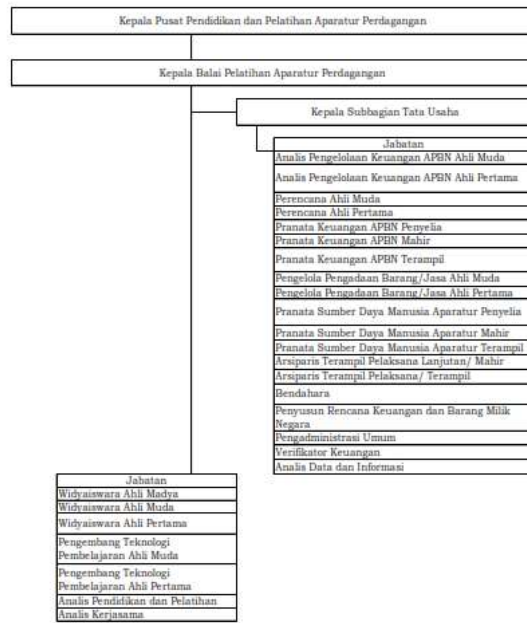 Kepala Pusat Pendidikan dan Pelatihan Aparatur Perdagangan
Kepala Balai Pelatihan Aparatur Perdagangan
Kepala Subbagian Tata Usaha
Jabatan
Analis Pengelolaan Keuangan APBN Ahli Muda
Analis Pengelolaan Keuangan APBN Ahli Pertama
Perencana Ahli Muda
Perencana Ahli Pertama
Pranata Keuangan APBN Penyelia
Pranata Keuangan APBN Mahir
Pranata Keuangan APBN Terampil
Pengelola Pengadaan Barang/Jasa Ahli Muda
Pengelola Pengadaan Barang/Jasa Ahli Pertama
Pranata Sumber Daya Manusia Aparatur Penyelia
Pranata Sumber Daya Manusia Aparatur Mahir
Pranata Sumber Daya Manusia Aparatur Terampil
Arsiparis Terampil Pelaksana Lanjutan/ Mahir
Arsiparis Terampil Pelaksana/ Terampil
Bendahara
Penyusun Rencana Keuangan dan Barang Milik
Negara
Pengadministrasi Umum
Verifikator Keuangan
Analis Data dan Informasi
Jabatan
Widyaiswara Ahli Madya
Widyaiswara Ahli Muda
Widyaiswara Ahli Pertama
Pengembang Teknologi
Pembelajaran Ahli Muda
Pengembang Teknologi
Pembelajaran Ahli Pertama
Analis Pendidikan dan Pelatihan
Analis Kerjasama